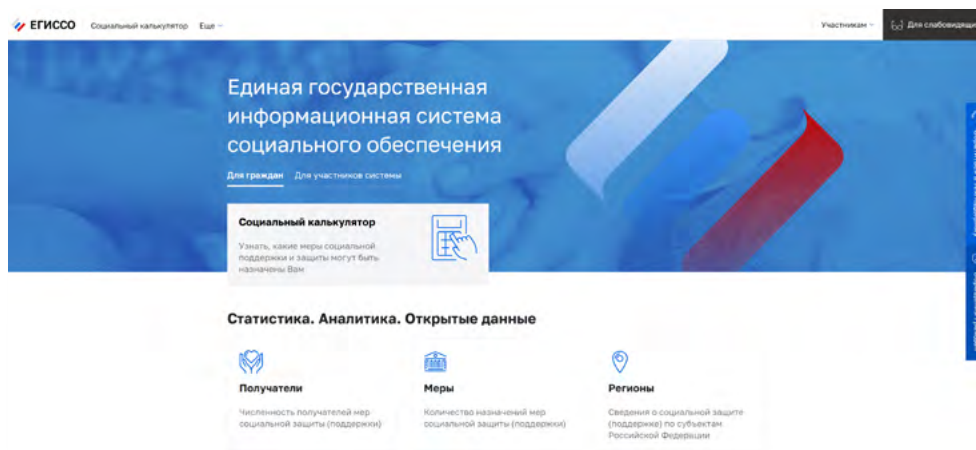 ЕГИССО Социальный калькулятор Еще Участникам Для слабовидящих
Единая государственная
информационная система
социального обеспечения
Для граждан Для участников системы
Социальный калькулятор
Узнать, какие меры социальной
поддержки и защиты могут быть
назначены Вам
Статистика. Аналитика. Открытые данные
Получатели Меры Регионы
Численность получателей мер Количество назначений мер Сведения о социальной защите
социальной защиты (поддержки) социальной защиты (поддержки) (поддержке) по субъектам
Российской Федерации